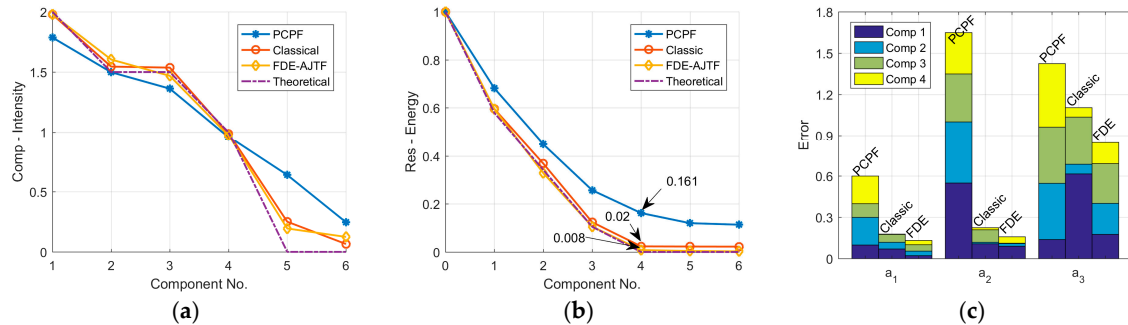 2
1.5
1
0.5
0
1 2 3 4 5 6
Comp - Intensity
Component No.
PCPF
Classical
FDE-AJTF
Theoretical
(a)
1
0.8
0.6
0.4
0.2
0
0 1 2 3 4 5 6
Res - Energy
Component No.
PCPF
Classic
FDE-AJTF
Theoretical
0.161
0.02
0.008
(b)
1.8
1.5
1.2
0.9
0.6
0.3
0
Error
Comp 1
Comp 2
Comp 3
Comp 4
PCPF
Classic
FDE
PCPF
Classic
FDE
PCPF
Classic
FDE
a1 a2 a3
(c)